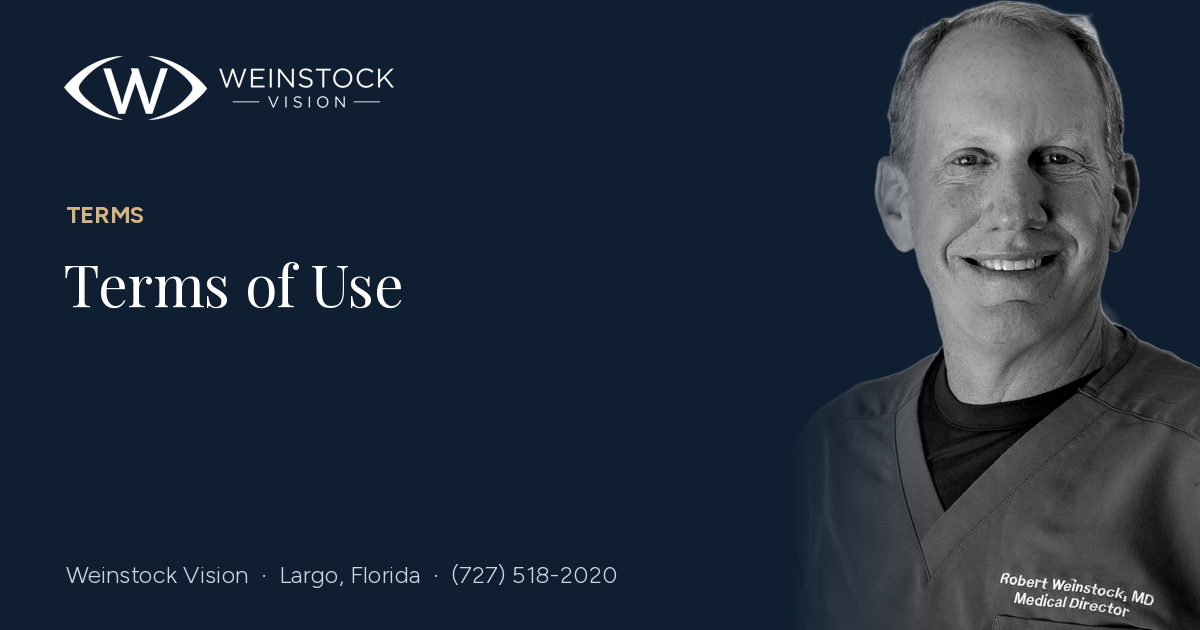 W WEINSTOCK
VISION
TERMS
Terms of Use
Weinstock Vision · Largo, Florida · (727) 518-2020
Robert Weinstock, MD
Medical Director